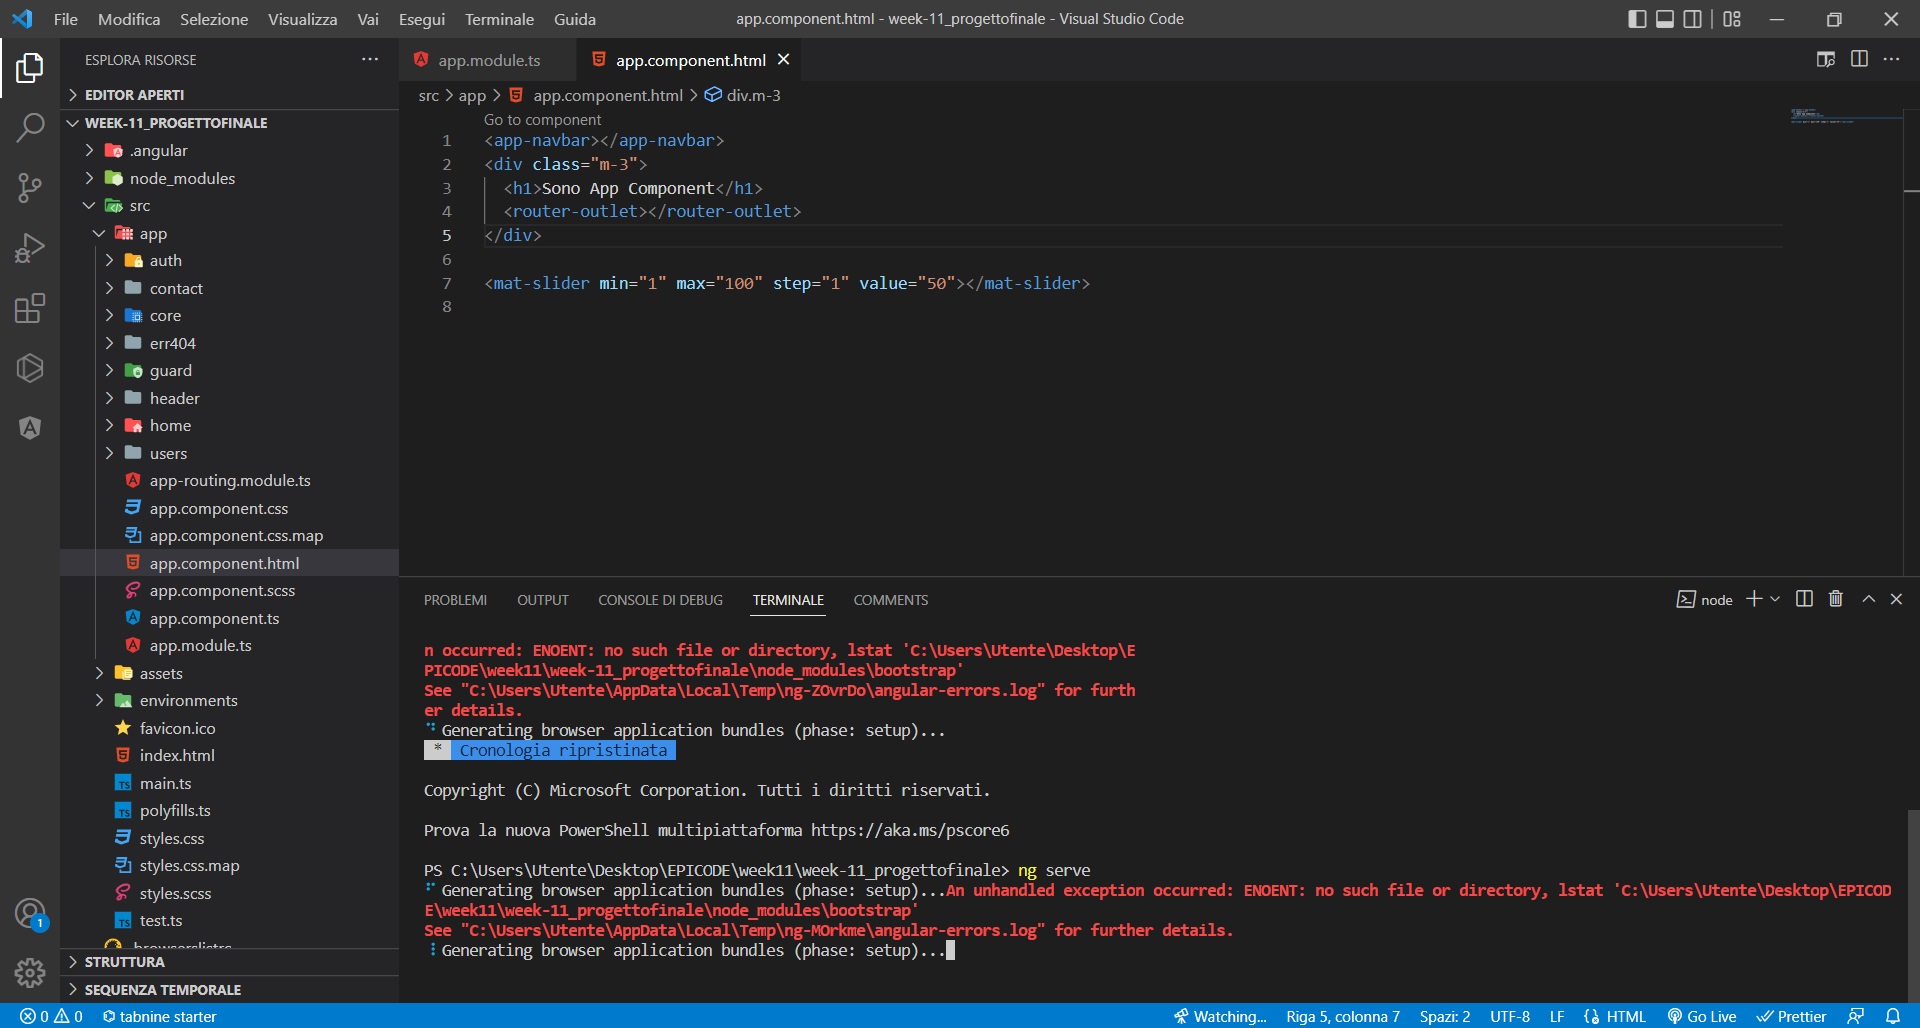 File Modifica Selezione Visualizza Vai Esegui Terminale Guida
app.component.html - week-11_progettofinale - Visual Studio Code
ESPLORA RISORSE
EDITOR APERTI
WEEK-11_PROGETTOFINALE
.angular
node_modules
src
app
auth
contact
core
err404
guard
header
home
users
app-routing.module.ts
app.component.css
app.component.css.map
app.component.html
app.component.scss
app.component.ts
app.module.ts
assets
environments
favicon.ico
index.html
main.ts
polyfills.ts
styles.css
styles.css.map
styles.scss
test.ts
.browserslistrc
STRUTTURA
SEQUENZA TEMPORALE
app.module.ts app.component.html
src > app > app.component.html > div.m-3
Go to component
1 <app-navbar></app-navbar>
2 <div class="m-3">
3 <h1>Sono App Component</h1>
4 <router-outlet></router-outlet>
5 </div>
6
7 <mat-slider min="1" max="100" step="1" value="50"></mat-slider>
8
PROBLEMI OUTPUT CONSOLE DI DEBUG TERMINALE COMMENTS
node
n occurred: ENOENT: no such file or directory, lstat 'C:\Users\Utente\Desktop\E
PICODE\week11\week-11_progettofinale\node_modules\bootstrap'
See "C:\Users\Utente\AppData\Local\Temp\ng-ZOvrDo\angular-errors.log" for furth
er details.
Generating browser application bundles (phase: setup)...
* Cronologia ripristinata
Copyright (C) Microsoft Corporation. Tutti i diritti riservati.
Prova la nuova PowerShell multipiattaforma https://aka.ms/pscore6
PS C:\Users\Utente\Desktop\EPICODE\week11\week-11_progettofinale> ng serve
Generating browser application bundles (phase: setup)...An unhandled exception occurred: ENOENT: no such file or directory, lstat 'C:\Users\Utente\Desktop\EPICOD
E\week11\week-11_progettofinale\node_modules\bootstrap'
See "C:\Users\Utente\AppData\Local\Temp\ng-MOrkme\angular-errors.log" for further details.
Generating browser application bundles (phase: setup)...
1
0 0 tabnine starter
Watching... Riga 5, colonna 7 Spazi: 2 UTF-8 LF HTML Go Live Prettier